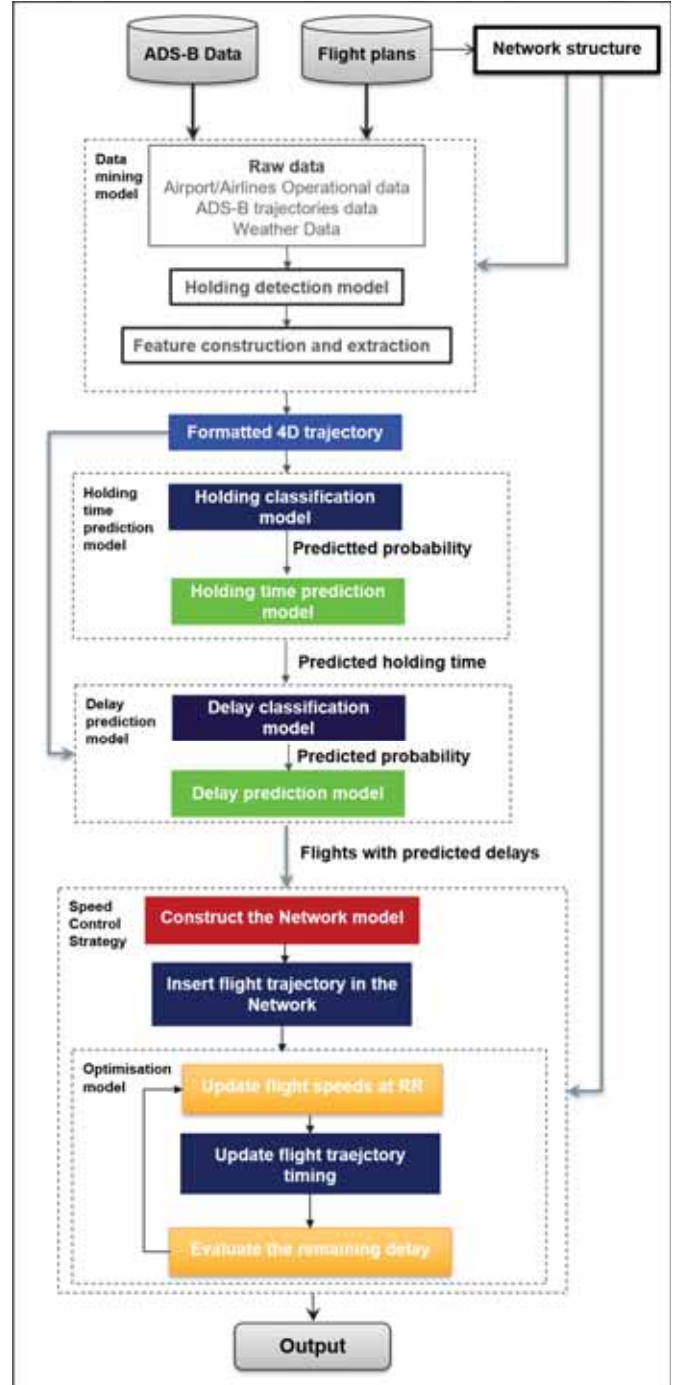 ADS-B Data
Flight plans
Network structure
Data
mining
model
Raw data
Airport/Airlines Operational data
ADS-B trajectories data
Weather Data
Holding detection model
Feature construction and extraction
Formatted 4D trajectory
Holding
time
prediction
model
Holding classification
model
Predictted probability
Holding time prediction
model
Predicted holding time
Delay
prediction
model
Delay classification
model
Predicted probability
Delay prediction model
Flights with predicted delays
Speed
Control
Strategy
Construct the Network model
Insert flight trajectory in the
Network
Optimisation
model
Update flight speeds at RR
Update flight traejctory
timing
Evaluate the remaining delay
Output